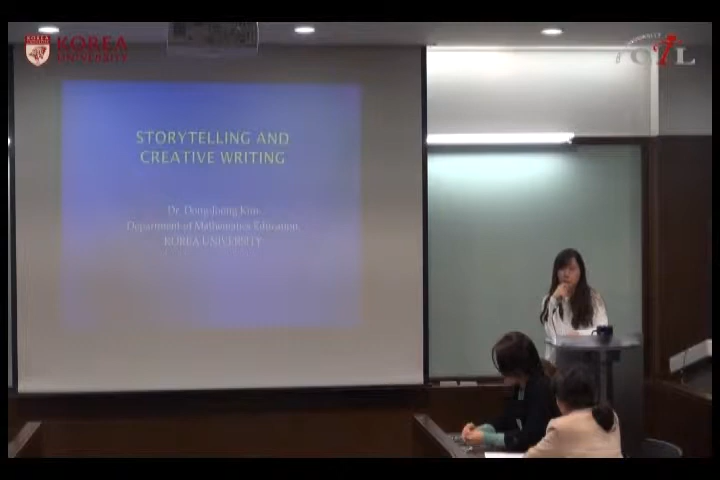 KOREA
UNIVERSITY
STORYTELLING AND
CREATIVE WRITING
Dr. Dong-Joong Kim
Department of Mathematics Education,
KOREA UNIVERSITY